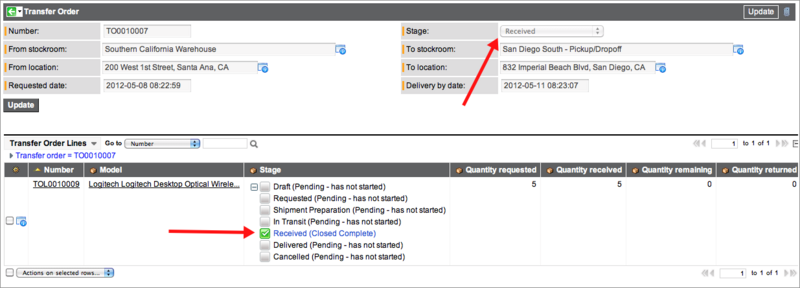 Transfer Order
Update
Number: TO0010007
Stage: Received
From stockroom: Southern California Warehouse
To stockroom: San Diego South - Pickup/Dropoff
From location: 200 West 1st Street, Santa Ana, CA
To location: 832 Imperial Beach Blvd, San Diego, CA
Requested date: 2012-05-08 08:22:59
Delivery by date: 2012-05-11 08:23:07
Update
Transfer Order Lines Go to Number 1 to 1 of 1
Transfer order = TO0010007
Number Model Stage Quantity requested Quantity received Quantity remaining Quantity returned
TOL0010009 Logitech Logitech Desktop Optical Wirele... Draft (Pending - has not started) 5 5 0 0
Requested (Pending - has not started)
Shipment Preparation (Pending - has not started)
In Transit (Pending - has not started)
Received (Closed Complete)
Delivered (Pending - has not started)
Cancelled (Pending - has not started)
Actions on selected rows... 1 to 1 of 1